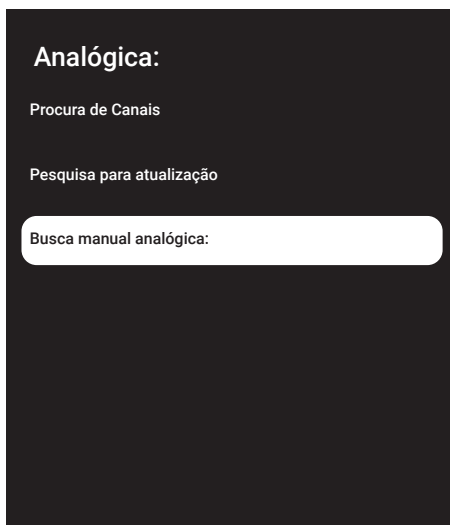 Analógica:
Procura de Canais
Pesquisa para atualização
Busca manual analógica: